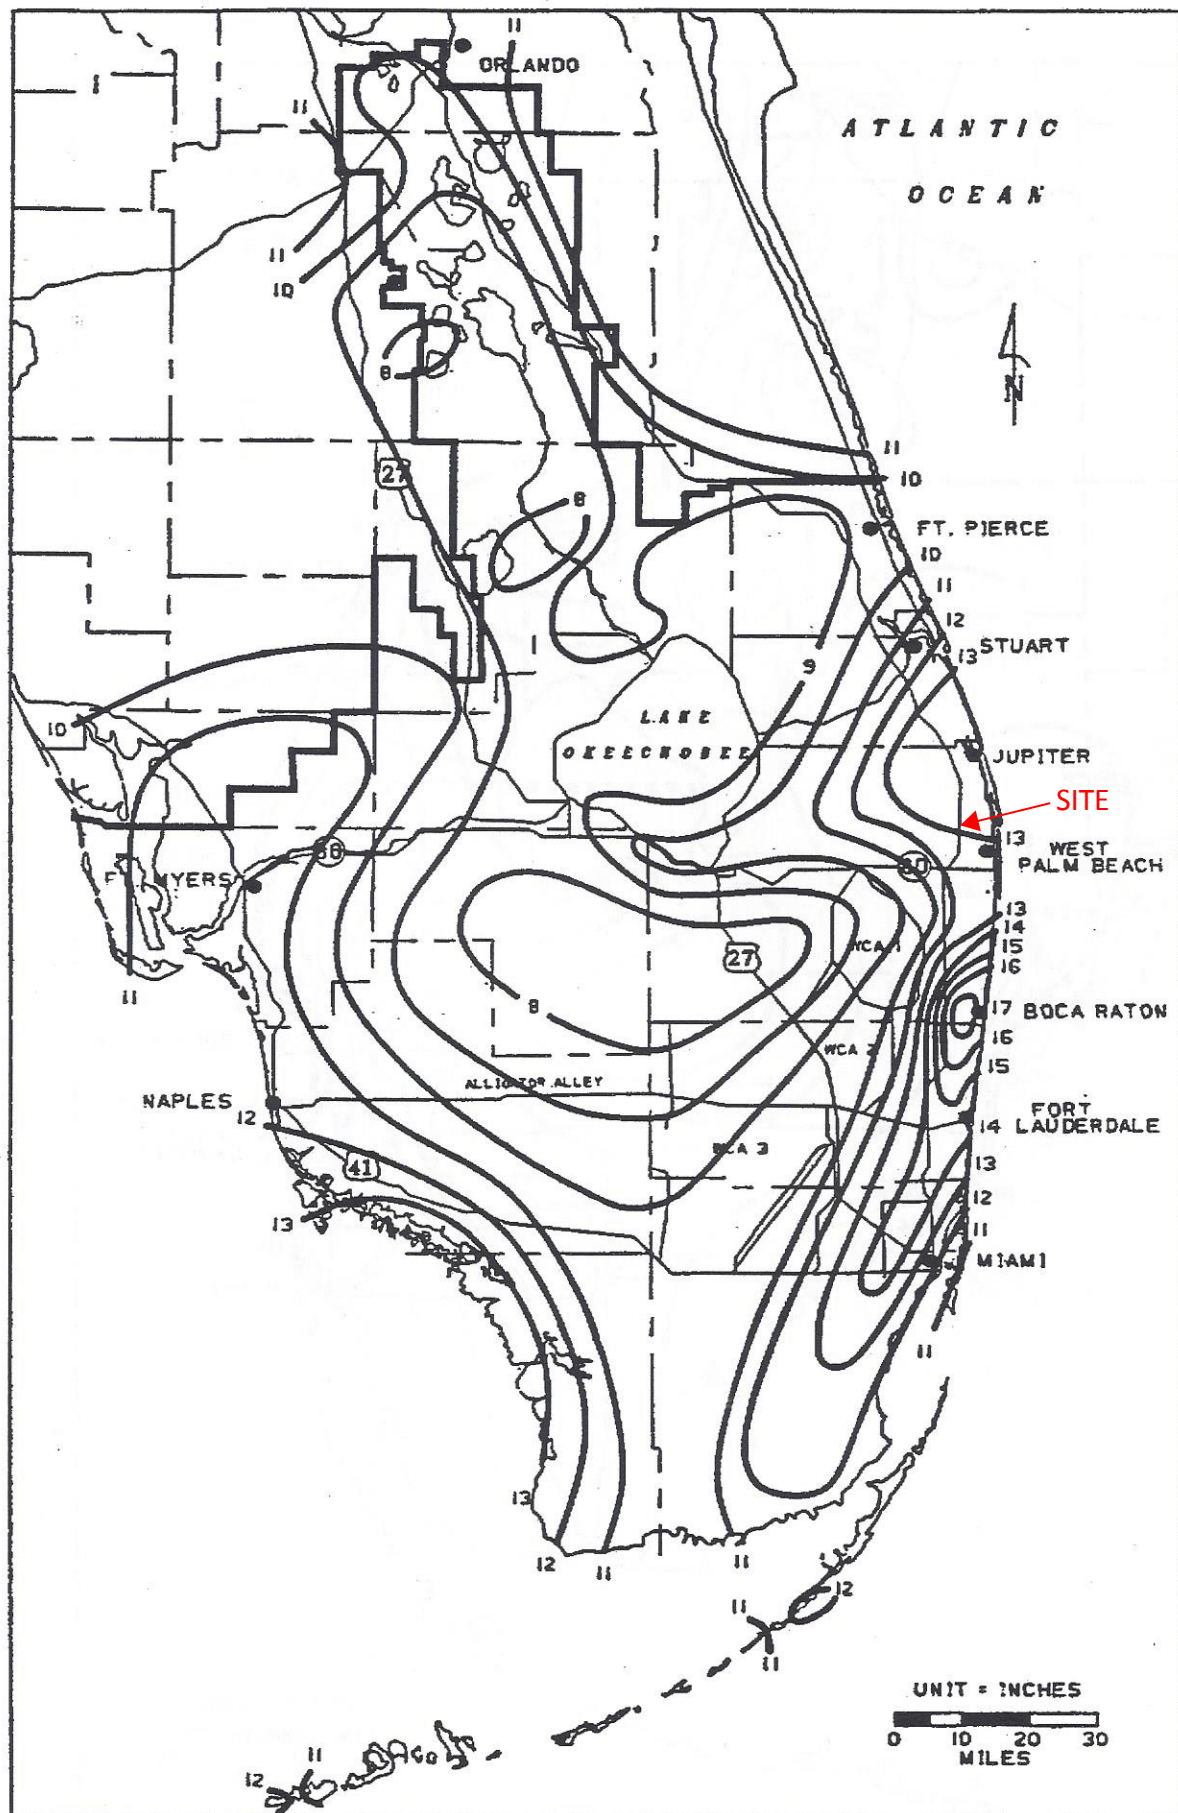 11
ORLANDO
ATLANTIC
OCEAN
11
11
10
N
8
27
11
10
8
FT. PIERCE
10
11
12
13
STUART
9
10
LAKE
OKEECHOBEE
JUPITER
SITE
13
WEST
PALM BEACH
80
MYERS
13
14
15
16
WCA 1
27
11
8
17
BOCA RATON
16
WCA 2
15
ALLIGATOR ALLEY
NAPLES
12
FORT
LAUDERDALE
14
WCA 3
13
41
12
13
11
MIAMI
11
13
12
11
11
12
11
11
UNIT = INCHES
0
10
20
30
MILES
11
12